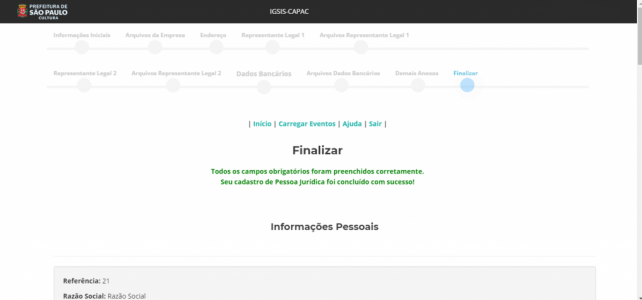 PREFEITURA DE
SÃO PAULO
CULTURA
IGSIS-CAPAC
Informações Iniciais Arquivos da Empresa Endereço Representante Legal 1 Arquivos Representante Legal 1
Representante Legal 2 Arquivos Representante Legal 2 Dados Bancários Arquivos Dados Bancários Demais Anexos Finalizar
| Início | Carregar Eventos | Ajuda | Sair |
Finalizar
Todos os campos obrigatórios foram preenchidos corretamente.
Seu cadastro de Pessoa Jurídica foi concluído com sucesso!
Informações Pessoais
Referência: 21
Razão Social: Razão Social